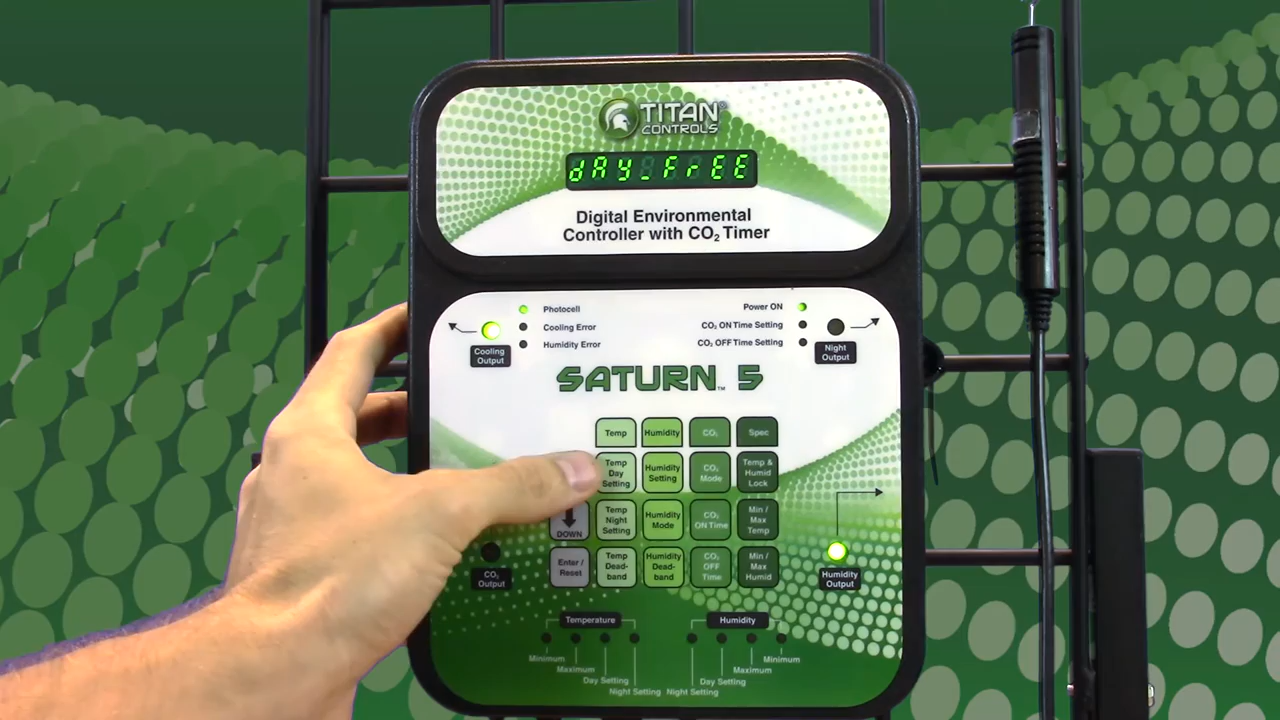 TITAN®
CONTROLS
dAY_FrEE
Digital Environmental
Controller with CO₂ Timer
Photocell
Cooling Error
Humidity Error
Power ON
CO₂ ON Time Setting
CO₂ OFF Time Setting
Cooling
Output
Night
Output
SATURN™ 5
Temp
Humidity
CO₂
Spec
Temp
Day
Setting
Humidity
Setting
CO₂
Mode
Temp &
Humid
Lock
DOWN
Temp
Night
Setting
Humidity
Mode
CO₂
ON Time
Min /
Max
Temp
Enter /
Reset
Temp
Dead-
band
Humidity
Dead-
band
CO₂
OFF
Time
Min /
Max
Humid
CO₂
Output
Humidity
Output
Temperature
Minimum
Maximum
Day Setting
Night Setting
Humidity
Night Setting
Day Setting
Maximum
Minimum